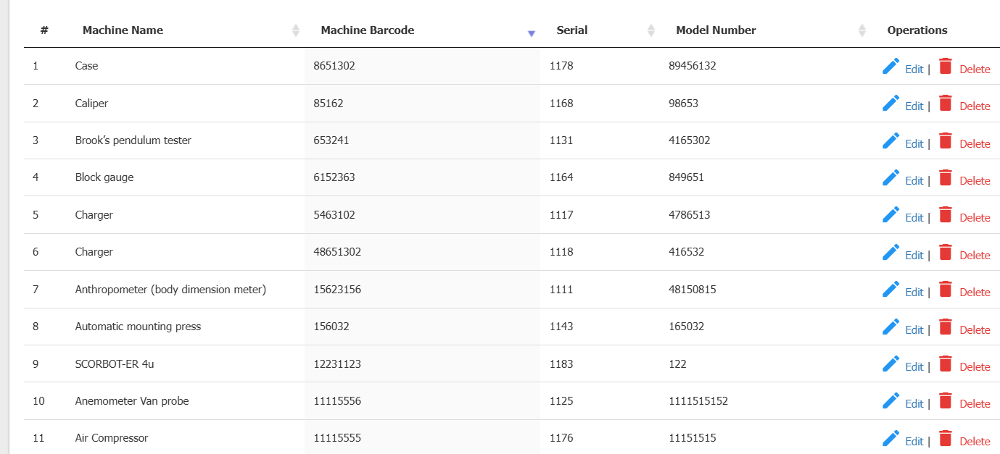 # Machine Name Machine Barcode Serial Model Number Operations
1 Case 8651302 1178 89456132 Edit | Delete
2 Caliper 85162 1168 98653 Edit | Delete
3 Brook’s pendulum tester 653241 1131 4165302 Edit | Delete
4 Block gauge 6152363 1164 849651 Edit | Delete
5 Charger 5463102 1117 4786513 Edit | Delete
6 Charger 48651302 1118 416532 Edit | Delete
7 Anthropometer (body dimension meter) 15623156 1111 48150815 Edit | Delete
8 Automatic mounting press 156032 1143 165032 Edit | Delete
9 SCORBOT-ER 4u 12231123 1183 122 Edit | Delete
10 Anemometer Van probe 11115556 1125 1111515152 Edit | Delete
11 Air Compressor 11115555 1176 11151515 Edit | Delete